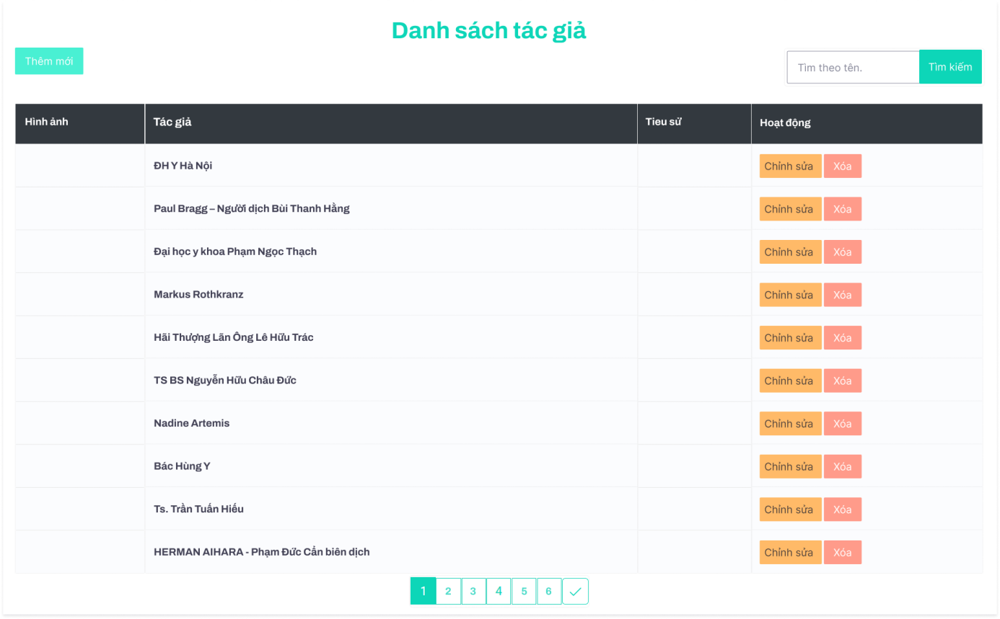 Danh sách tác giả
Thêm mới
Tìm theo tên. Tìm kiếm
Hình ảnh Tác giả Tieu sử Hoạt động
ĐH Y Hà Nội Chỉnh sửa Xóa
Paul Bragg – Người dịch Bùi Thanh Hằng Chỉnh sửa Xóa
Đại học y khoa Phạm Ngọc Thạch Chỉnh sửa Xóa
Markus Rothkranz Chỉnh sửa Xóa
Hãi Thượng Lãn Ông Lê Hữu Trác Chỉnh sửa Xóa
TS BS Nguyễn Hữu Châu Đức Chỉnh sửa Xóa
Nadine Artemis Chỉnh sửa Xóa
Bác Hùng Y Chỉnh sửa Xóa
Ts. Trần Tuấn Hiếu Chỉnh sửa Xóa
HERMAN AIHARA - Phạm Đức Cẩn biên dịch Chỉnh sửa Xóa
1 2 3 4 5 6